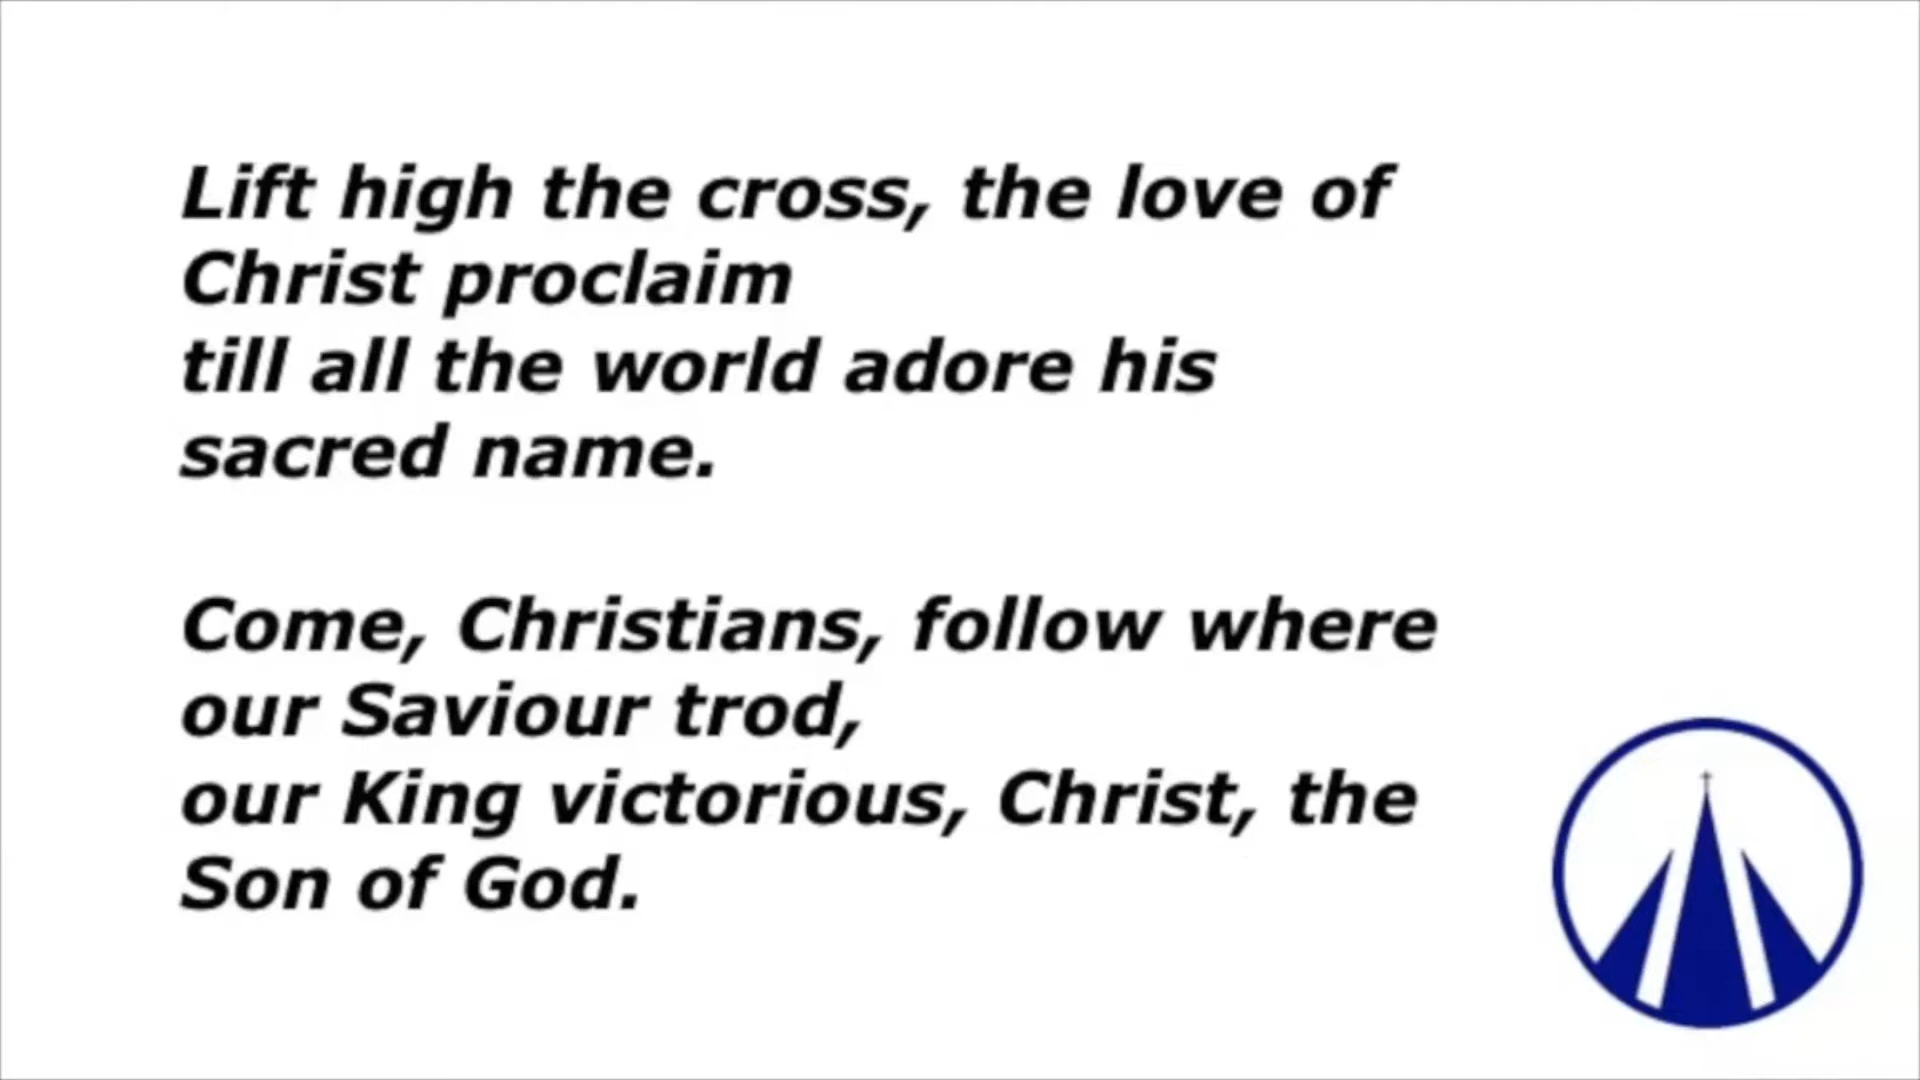 Lift high the cross, the love of
Christ proclaim
till all the world adore his
sacred name.
Come, Christians, follow where
our Saviour trod,
our King victorious, Christ, the
Son of God.